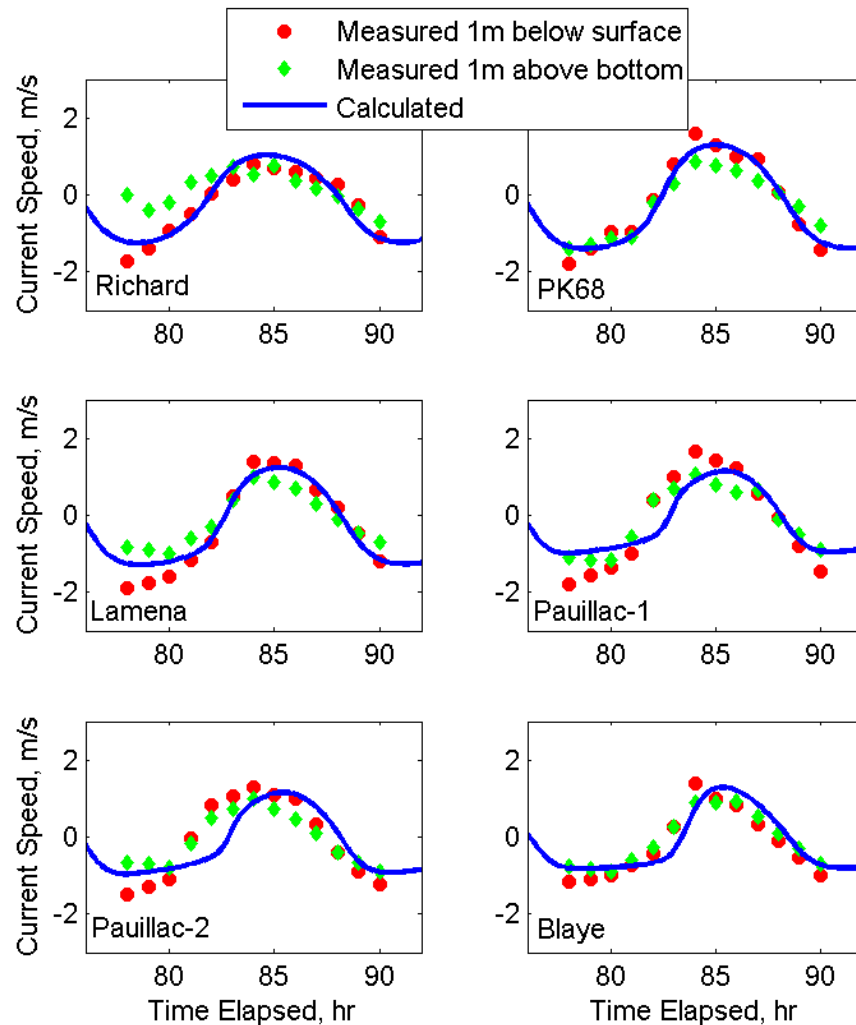 Measured 1m below surface
Measured 1m above bottom
Calculated
Current Speed, m/s
2
0
-2
Richard
80
85
90
2
0
-2
PK68
80
85
90
Current Speed, m/s
2
0
-2
Lamena
80
85
90
2
0
-2
Pauillac-1
80
85
90
Current Speed, m/s
2
0
-2
Pauillac-2
80
85
90
Time Elapsed, hr
2
0
-2
Blaye
80
85
90
Time Elapsed, hr